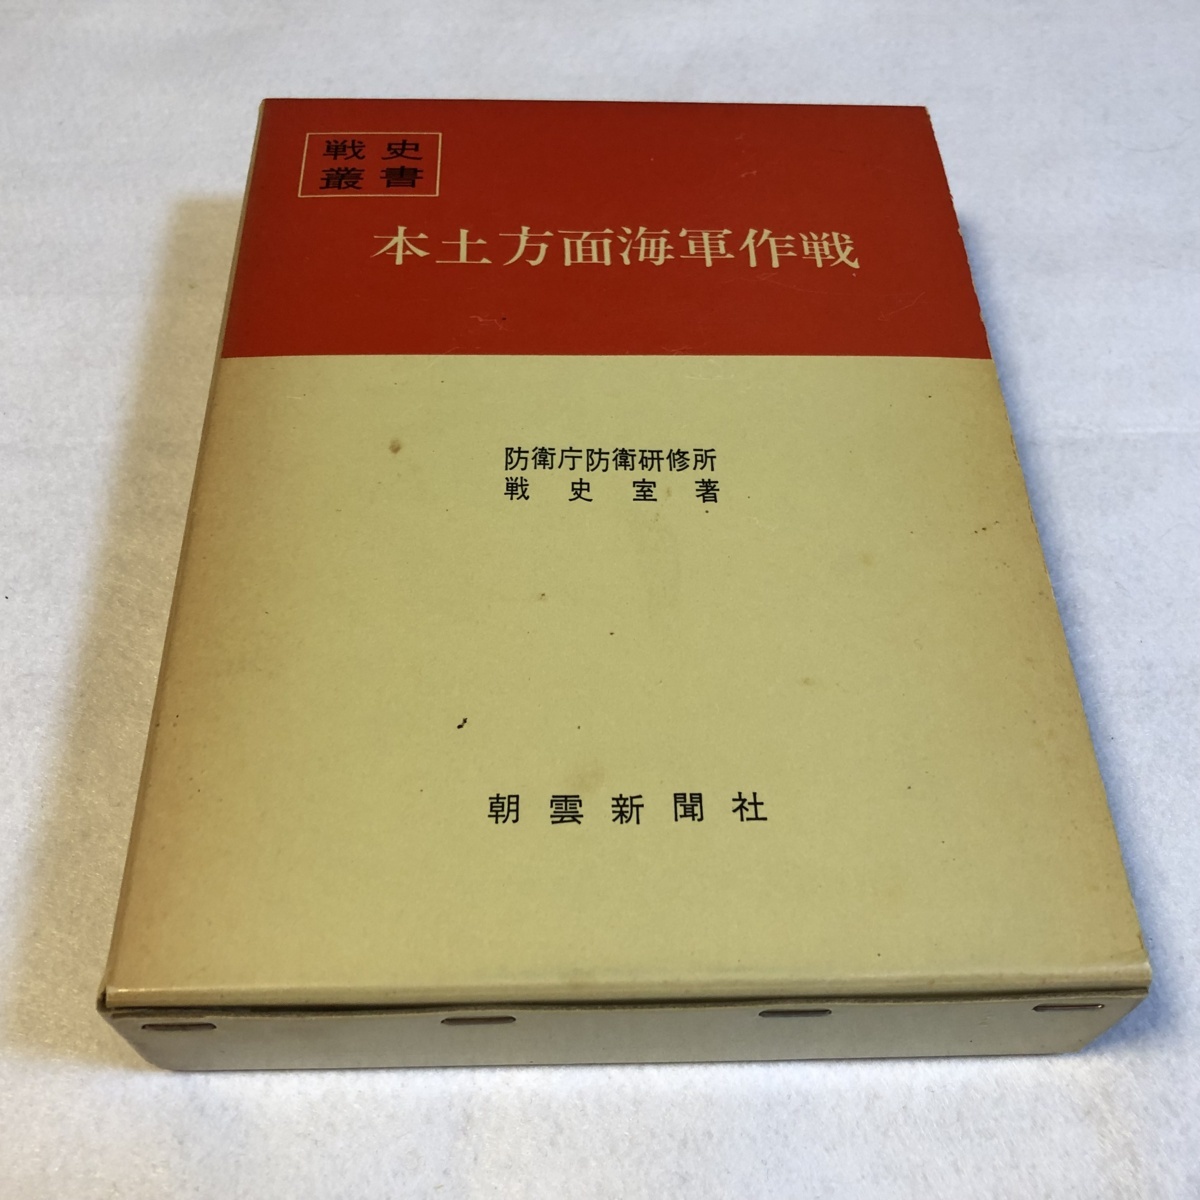 戦史
叢書
本土方面海軍作戦
防衛庁防衛研修所
戦史室著
朝雲新聞社